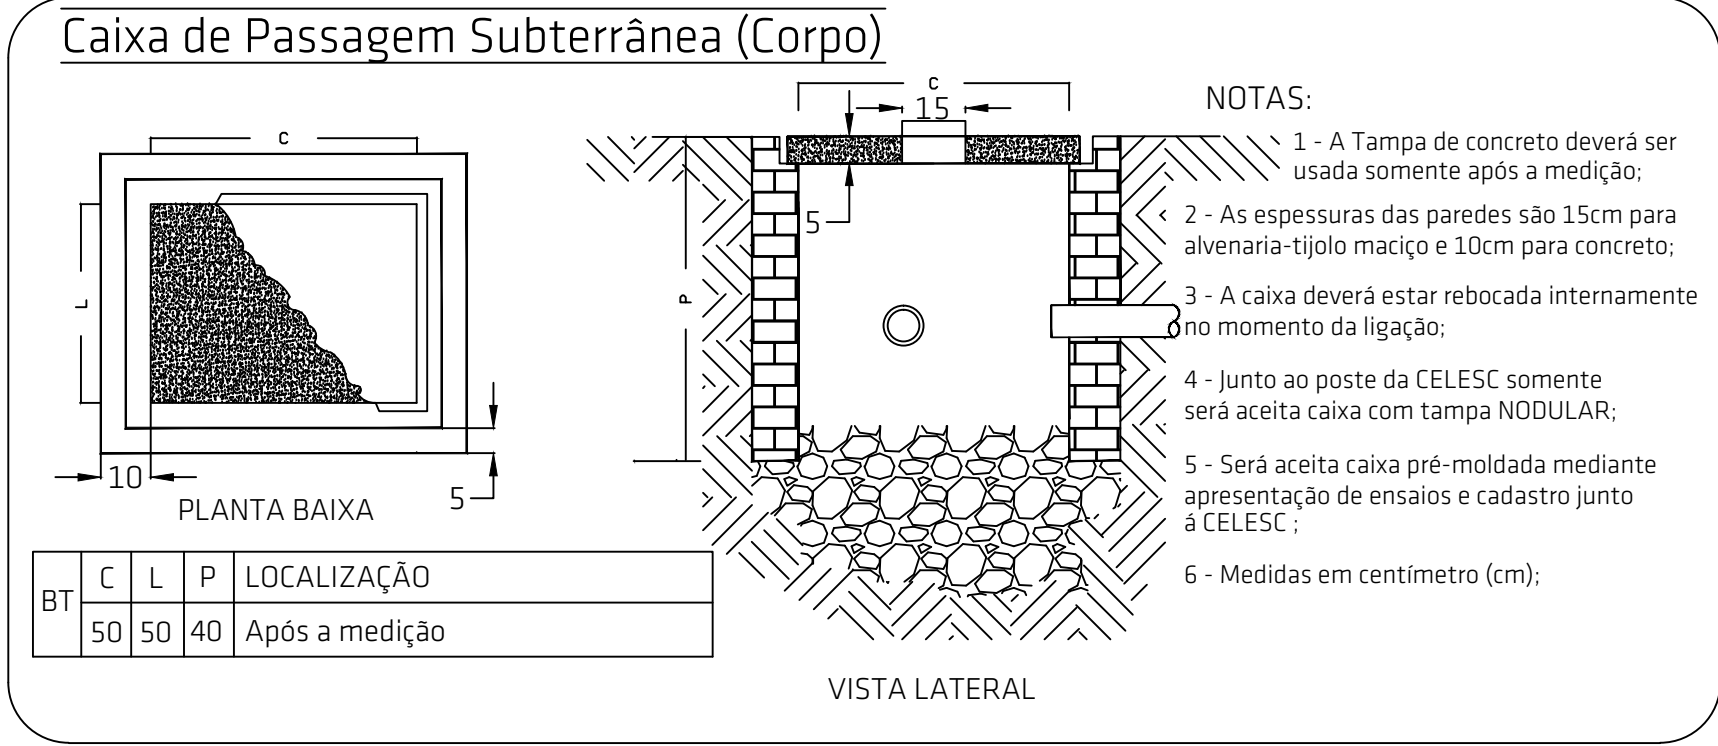 Caixa de Passagem Subterrânea (Corpo)
C
L
10
5
PLANTA BAIXA
C
15
5
P
VISTA LATERAL
BT
C L P LOCALIZAÇÃO
50 50 40 Após a medição
NOTAS:
1 - A Tampa de concreto deverá ser
usada somente após a medição;
2 - As espessuras das paredes são 15cm para
alvenaria-tijolo maciço e 10cm para concreto;
3 - A caixa deverá estar rebocada internamente
no momento da ligação;
4 - Junto ao poste da CELESC somente
será aceita caixa com tampa NODULAR;
5 - Será aceita caixa pré-moldada mediante
apresentação de ensaios e cadastro junto
á CELESC ;
6 - Medidas em centímetro (cm);